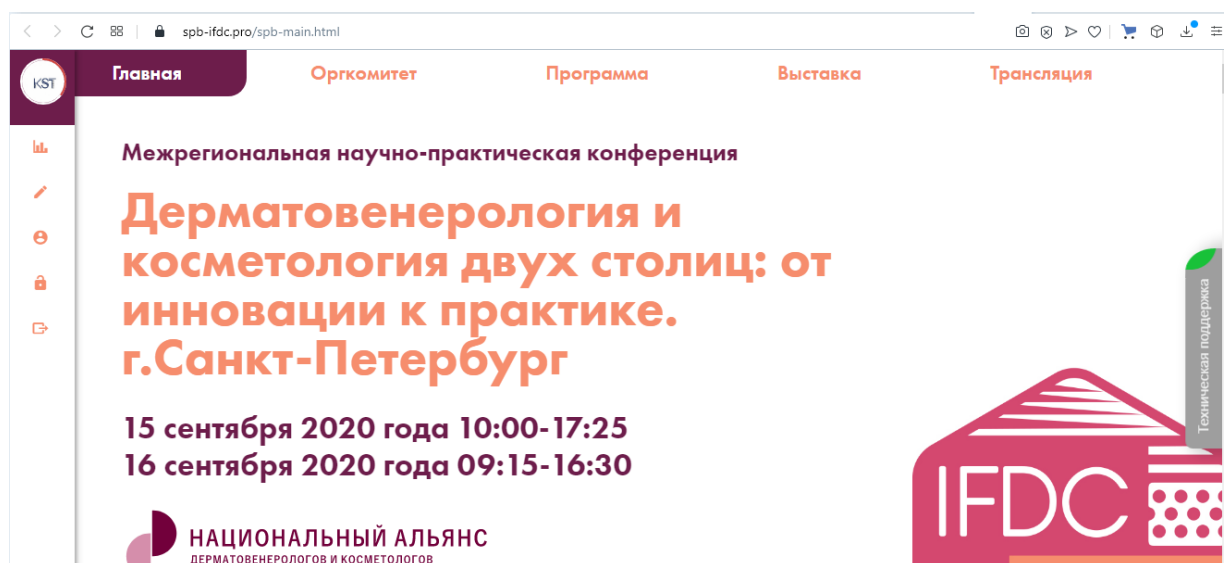 spb-ifdc.pro/spb-main.html
KST
Главная
Оргкомитет
Программа
Выставка
Трансляция
Межрегиональная научно-практическая конференция
Дерматовенерология и
косметология двух столиц: от
инновации к практике.
г.Санкт-Петербург
15 сентября 2020 года 10:00-17:25
16 сентября 2020 года 09:15-16:30
Техническая поддержка
IFDC
НАЦИОНАЛЬНЫЙ АЛЬЯНС
ДЕРМАТОВЕНЕРОЛОГОВ И КОСМЕТОЛОГОВ